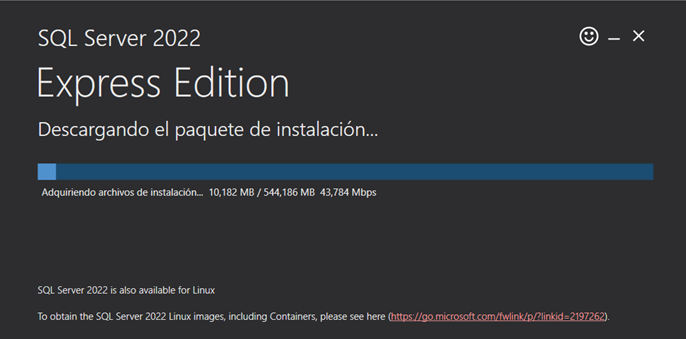 SQL Server 2022
Express Edition
Descargando el paquete de instalación...
Adquiriendo archivos de instalación... 10,182 MB / 544,186 MB 43,784 Mbps
SQL Server 2022 is also available for Linux
To obtain the SQL Server 2022 Linux images, including Containers, please see here (https://go.microsoft.com/fwlink/p/?linkid=2197262).